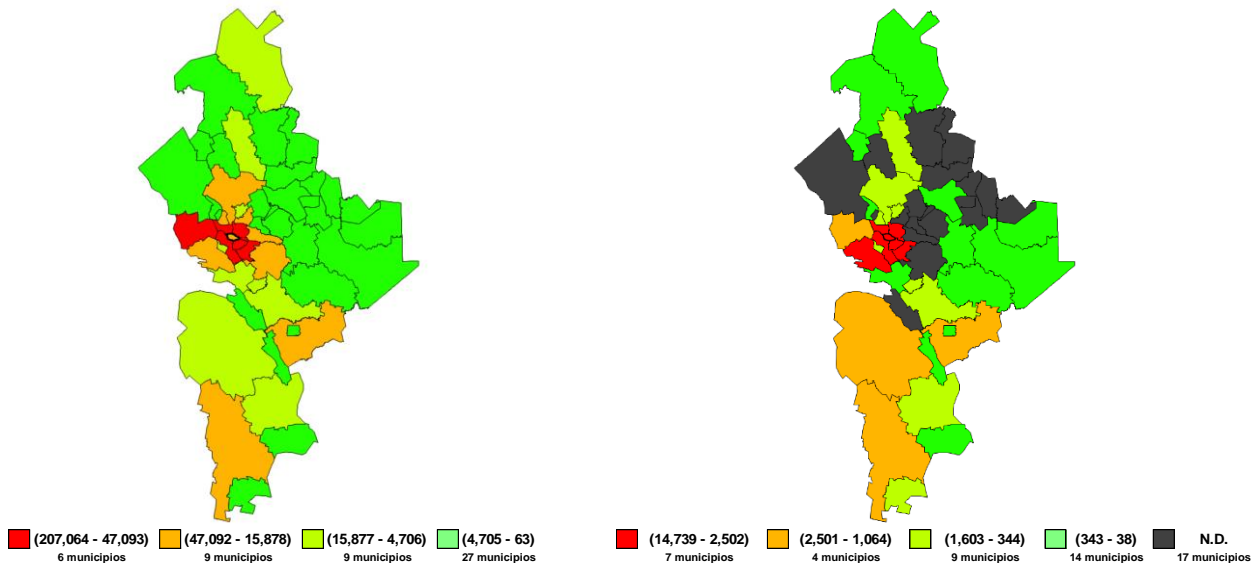 (207,064 - 47,093) (47,092 - 15,878) (15,877 - 4,706) (4,705 - 63)
6 municipios 9 municipios 9 municipios 27 municipios
(14,739 - 2,502) (2,501 - 1,064) (1,603 - 344) (343 - 38) N.D.
7 municipios 4 municipios 9 municipios 14 municipios 17 municipios